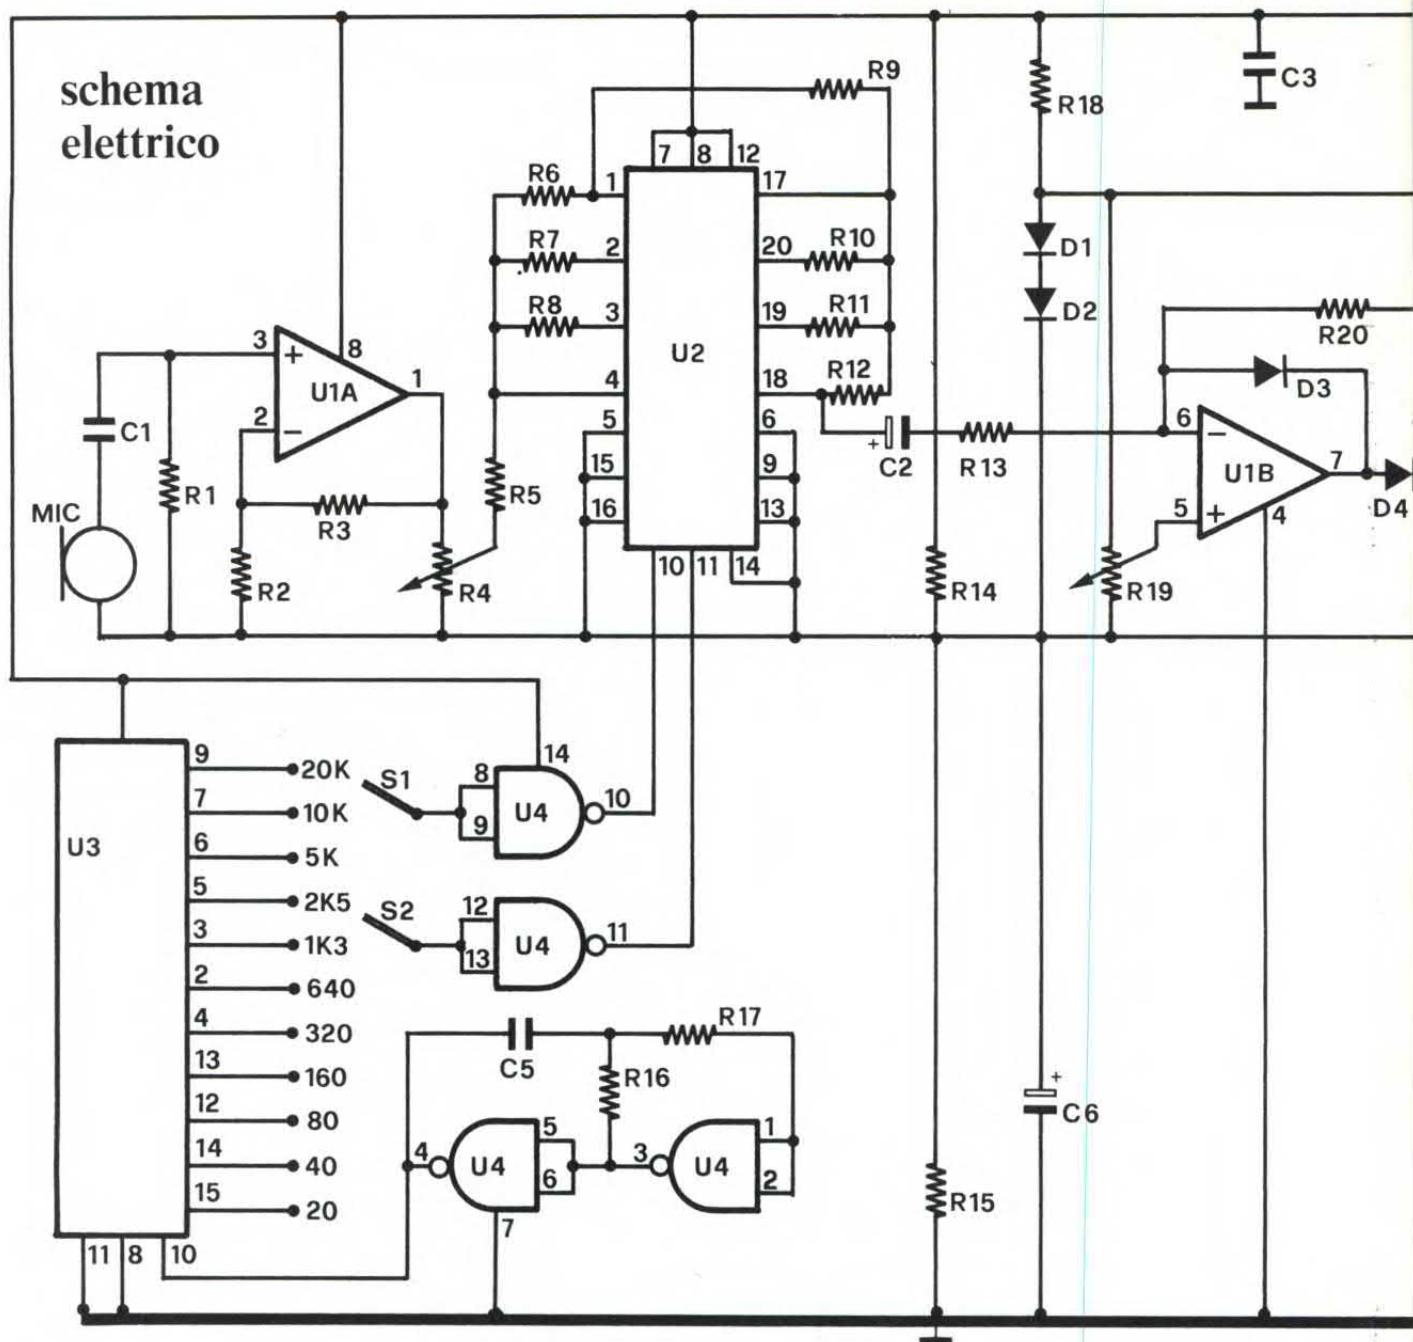 schema
elettrico
R9
C3
R18
7 8 12
R6 1 17
R7 2 20 R10
D1
R8 3 19 R11
D2
R20
U2
3 + 8
U1A 1
4 18 R12
D3
2 −
C1
5 6
+ C2 R13
6 −
U1B 7
15 9
R1 R3 R5
D4
MIC
16 13
5 + 4
10 11 14
R2 R4 R14 R19
U3
9 20K
7 10K
6 5K
5 2K5
3 1K3
2 640
4 320
13 160
12 80
14 40
15 20
11 8 10
S1 8 9 14 U4 10
S2 12 13 U4 11
C5 R17
R16
4 U4 5 6 7
3 U4 1 2
+ C6
R15